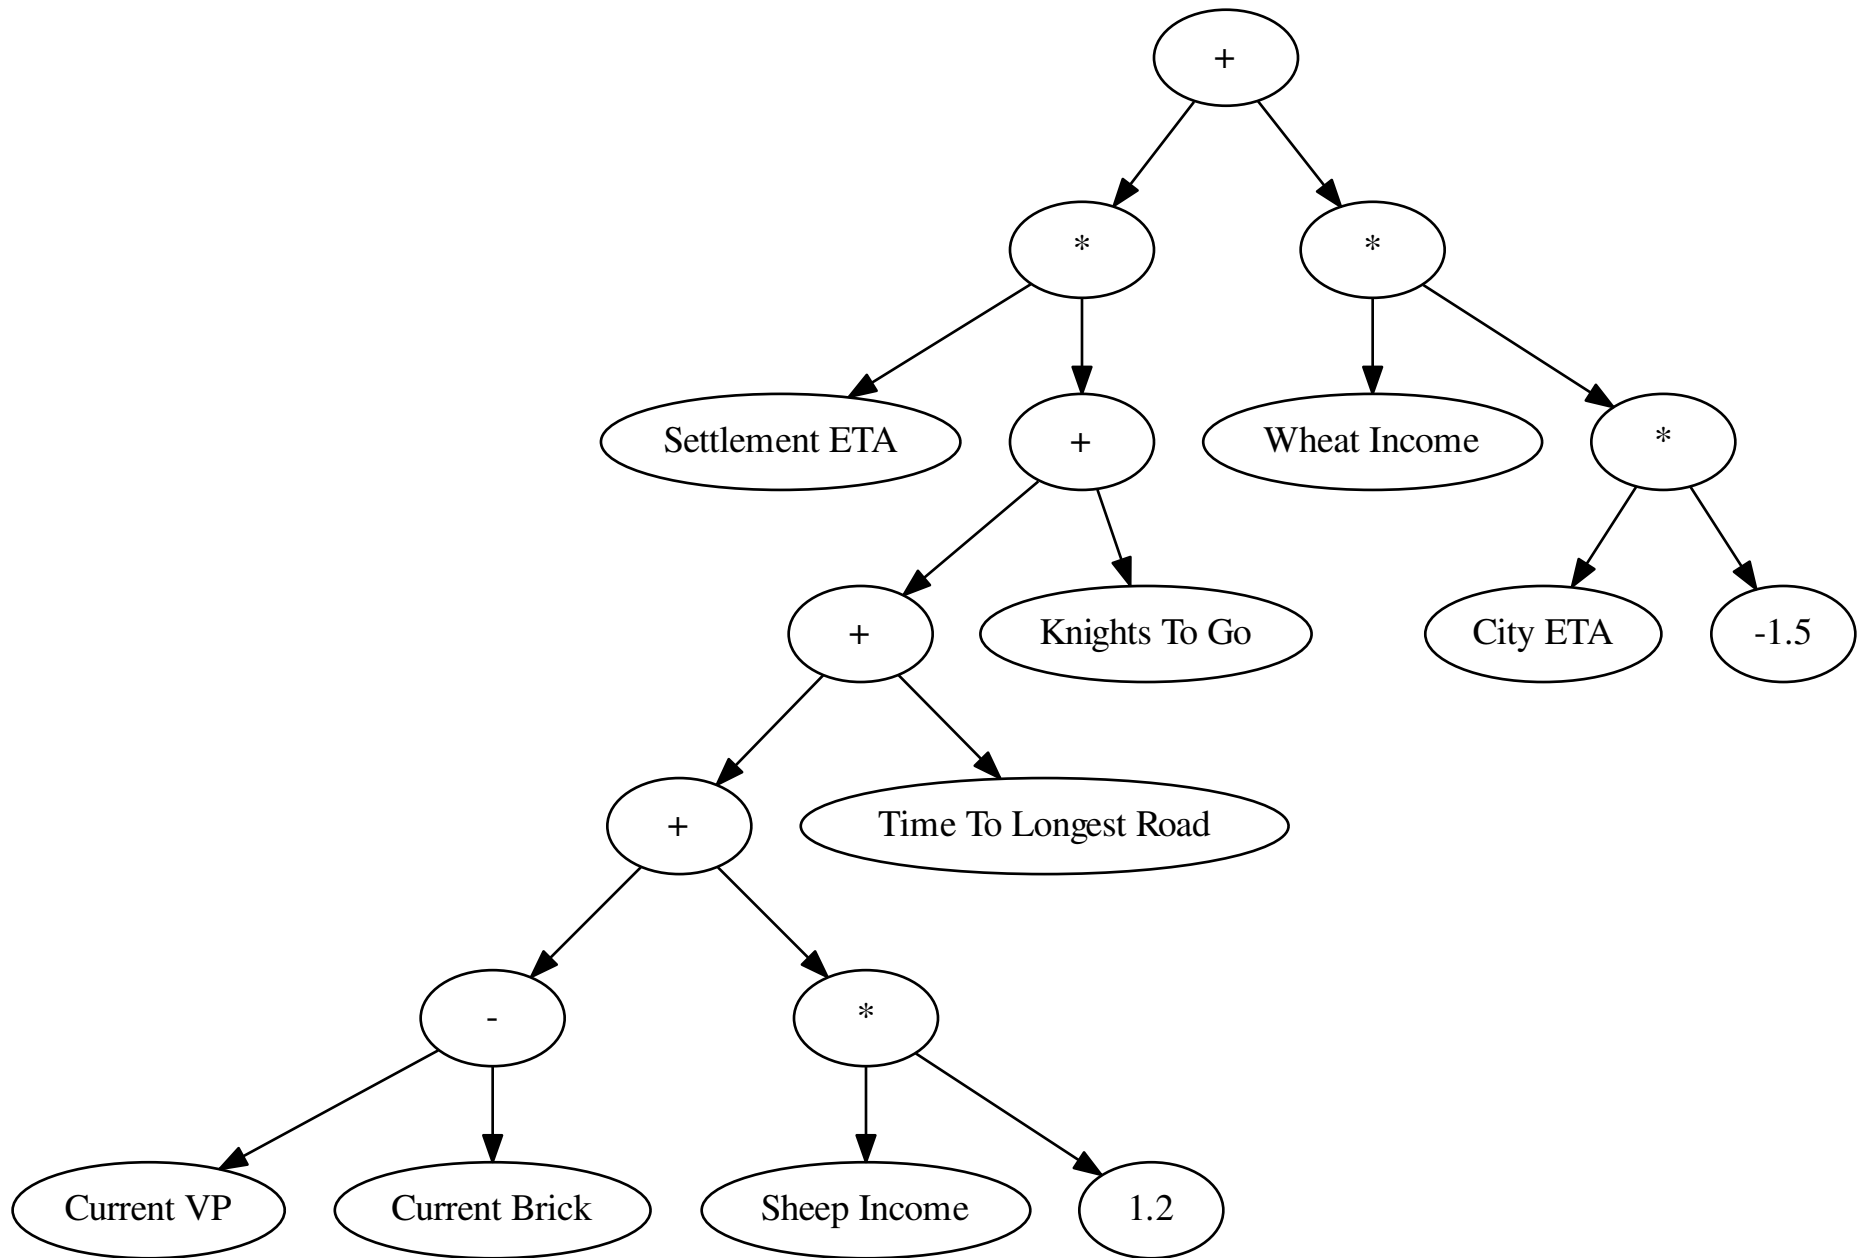 +
* *
Settlement ETA + Wheat Income *
+ Knights To Go City ETA -1.5
+ Time To Longest Road
- *
Current VP Current Brick Sheep Income 1.2